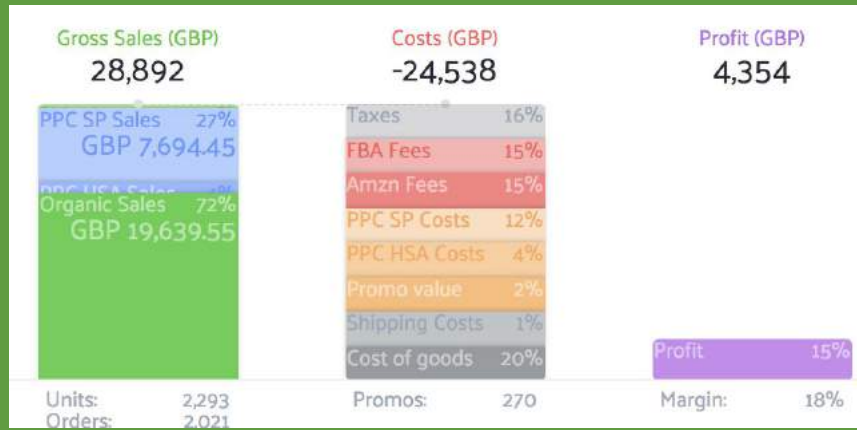 Gross Sales (GBP)
28,892
PPC SP Sales 27%
GBP 7,694.45
PPC HSA Sales
Organic Sales 72%
GBP 19,639.55
Units: 2,293
Orders: 2,021
Costs (GBP)
-24,538
Taxes 16%
FBA Fees 15%
Amzn Fees 15%
PPC SP Costs 12%
PPC HSA Costs 4%
Promo value 2%
Shipping Costs 1%
Cost of goods 20%
Promos: 270
Profit (GBP)
4,354
Profit 15%
Margin: 18%